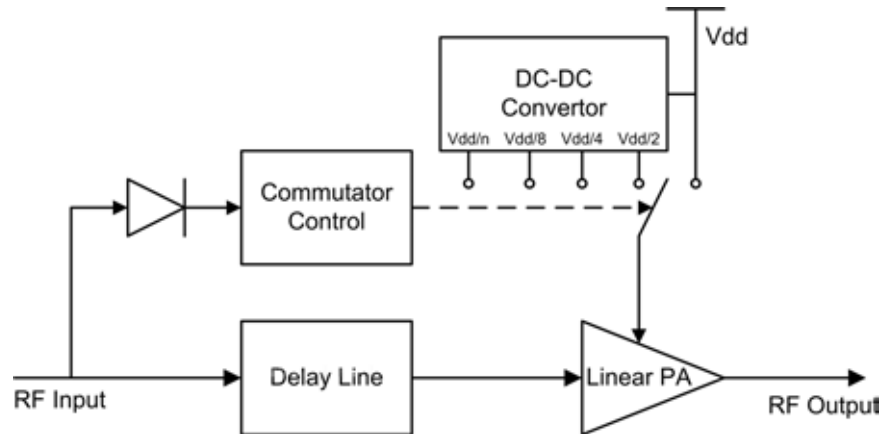 Vdd
DC-DC
Convertor
Vdd/n Vdd/8 Vdd/4 Vdd/2
Commutator
Control
Delay Line
Linear PA
RF Input
RF Output